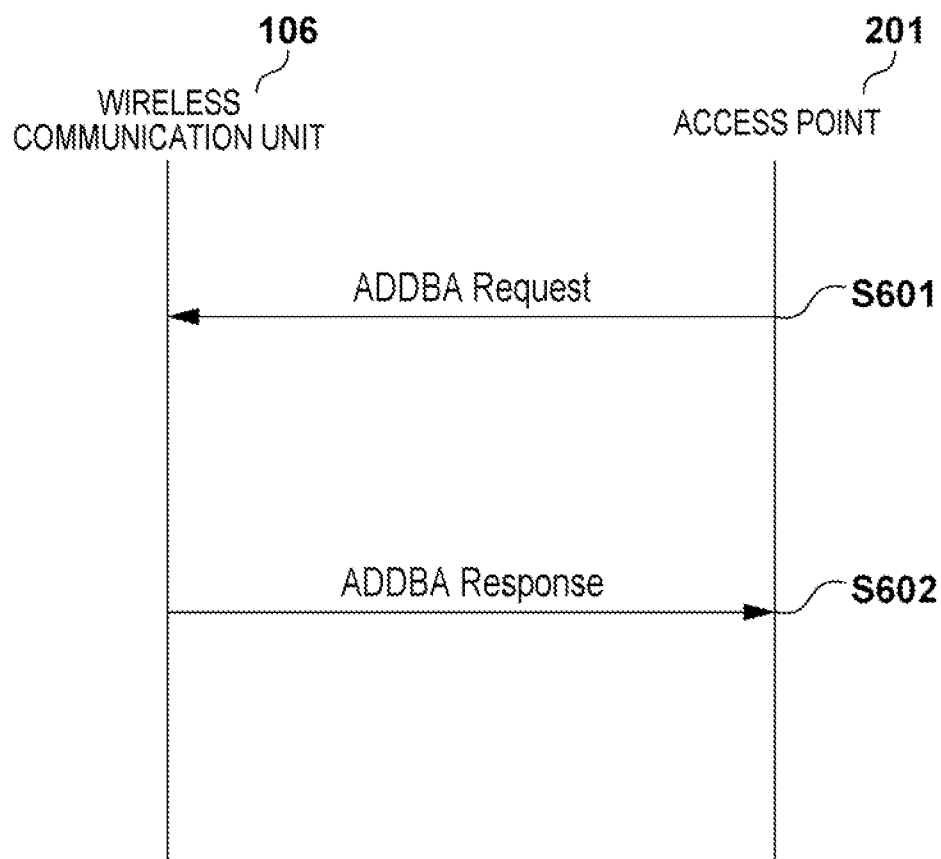 106
201
WIRELESS
COMMUNICATION UNIT
ACCESS POINT
ADDBA Request
S601
ADDBA Response
S602